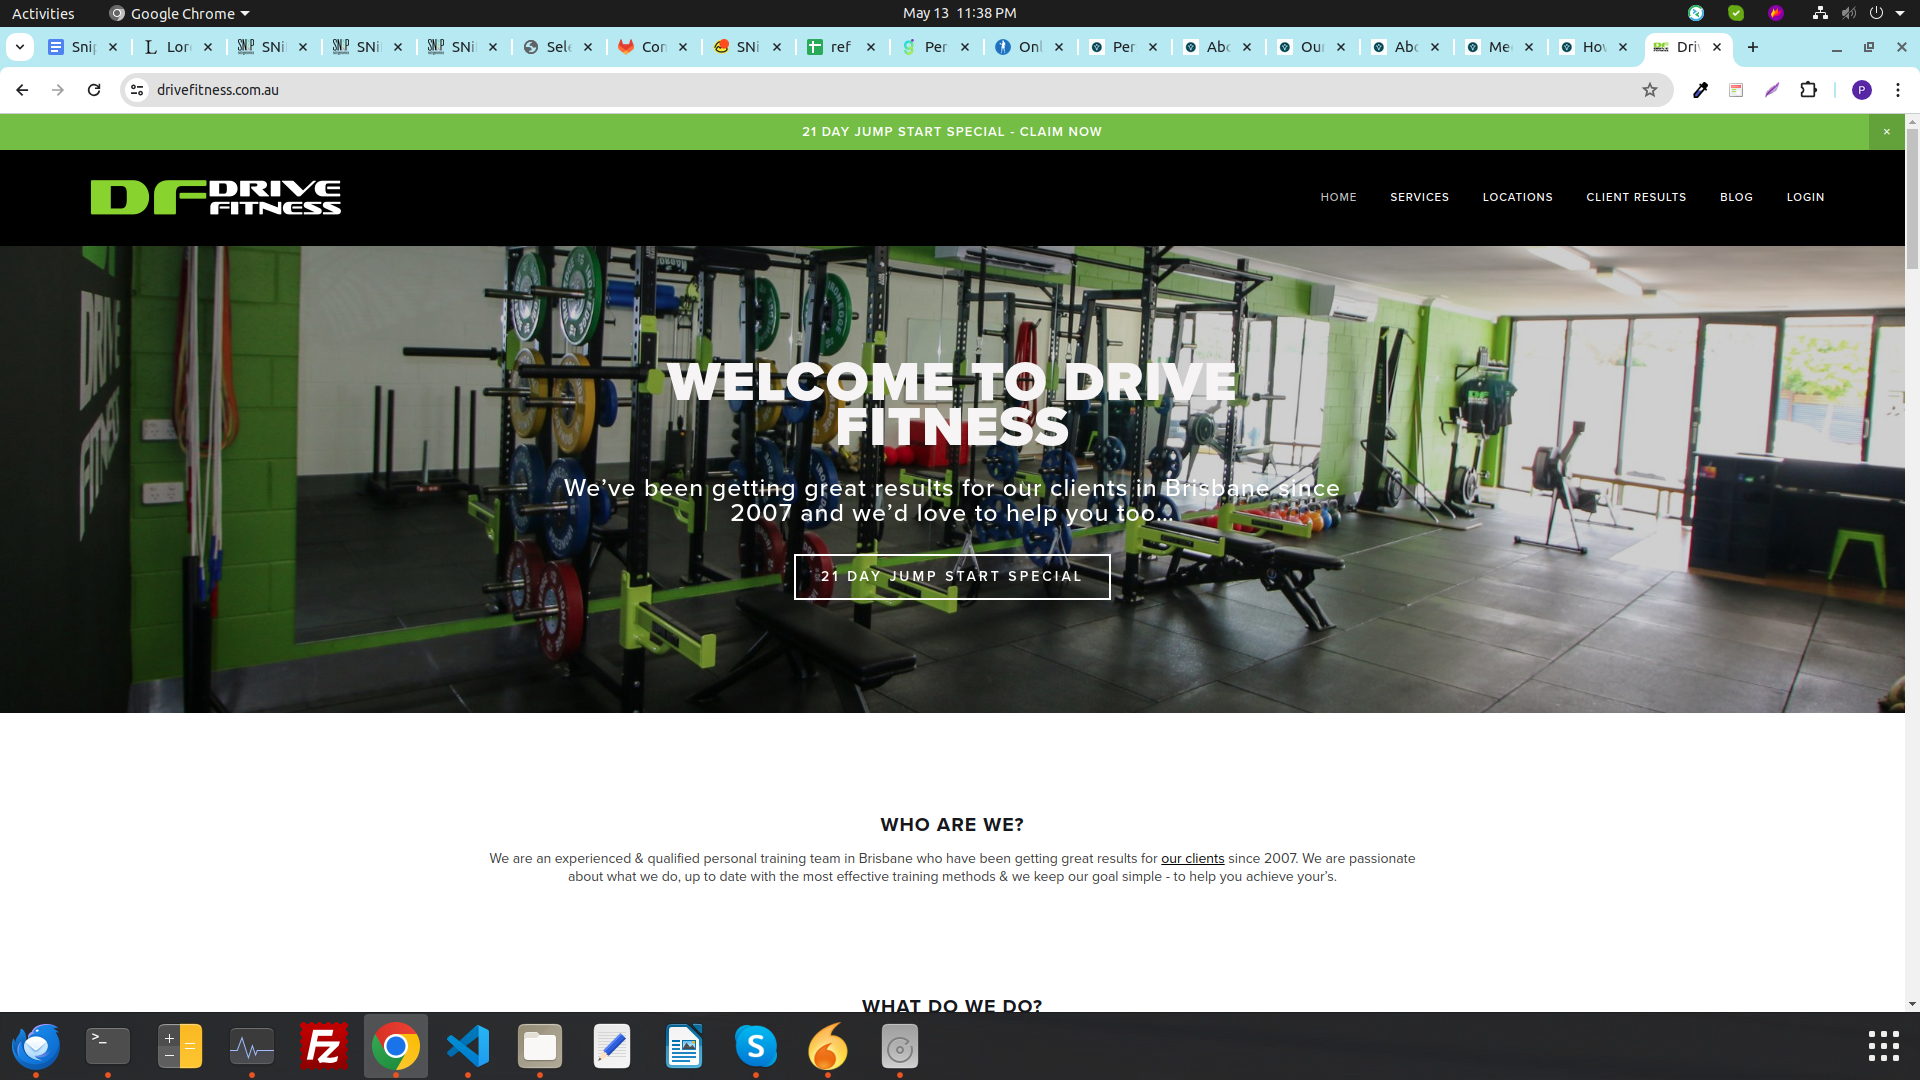 Activities
Google Chrome
May 13 11:38 PM
Snip
Lor
SNi
SNi
SNi
Sele
Con
SNi
ref
Per
Onl
Per
Abo
Our
Abo
Me
Hov
Driv
drivefitness.com.au
P
21 DAY JUMP START SPECIAL - CLAIM NOW
×
DF DRIVE
FITNESS
HOME
SERVICES
LOCATIONS
CLIENT RESULTS
BLOG
LOGIN
DRIVE
FITNESS
WELCOME TO DRIVE
FITNESS
We’ve been getting great results for our clients in Brisbane since
2007 and we’d love to help you too...
21 DAY JUMP START SPECIAL
WHO ARE WE?
We are an experienced & qualified personal training team in Brisbane who have been getting great results for our clients since 2007. We are passionate
about what we do, up to date with the most effective training methods & we keep our goal simple - to help you achieve your’s.
WHAT DO WE DO?